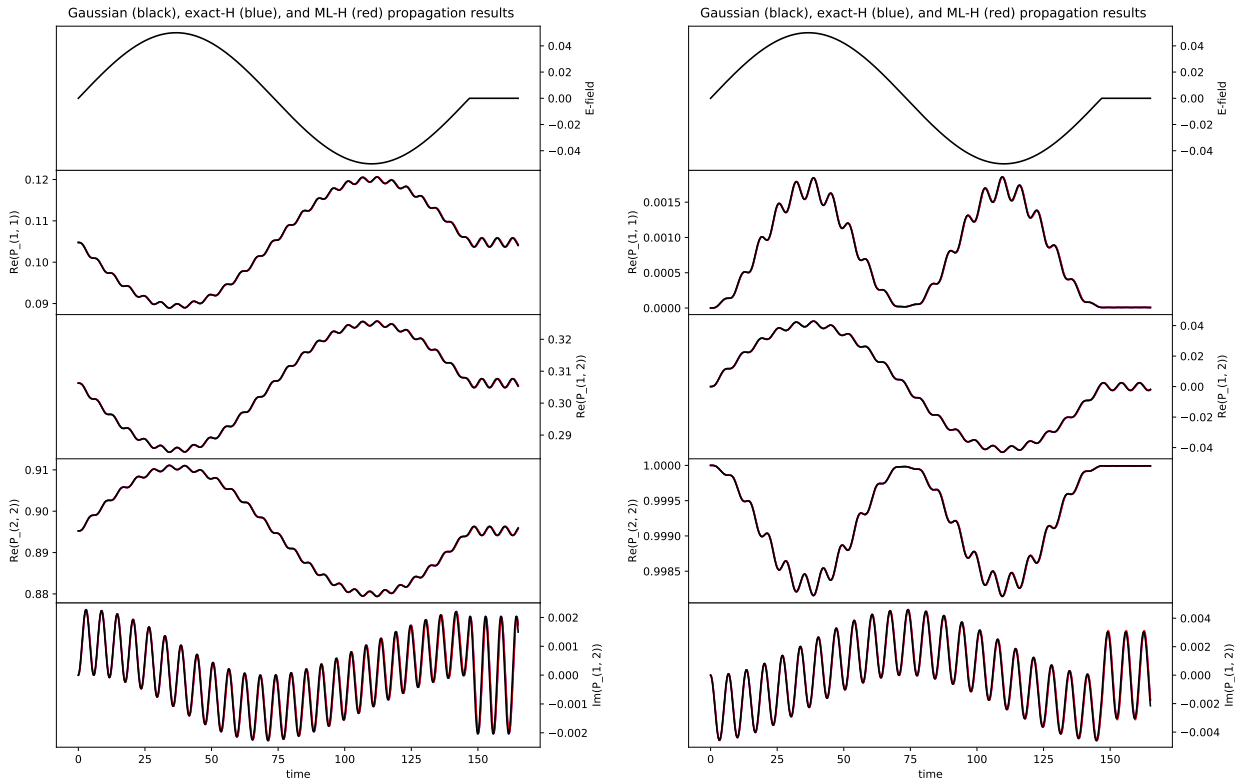 Gaussian (black), exact-H (blue), and ML-H (red) propagation results
0.04
0.02
0.00
−0.02
−0.04
E-field
0.12
0.11
0.10
0.09
Re(P_(1, 1))
0.32
0.31
0.30
0.29
Re(P_(1, 2))
0.91
0.90
0.89
0.88
Re(P_(2, 2))
0.002
0.001
0.000
−0.001
−0.002
Im(P_(1, 2))
0 25 50 75 100 125 150
time
Gaussian (black), exact-H (blue), and ML-H (red) propagation results
0.04
0.02
0.00
−0.02
−0.04
E-field
0.0015
0.0010
0.0005
0.0000
Re(P_(1, 1))
0.04
0.02
0.00
−0.02
−0.04
Re(P_(1, 2))
1.0000
0.9995
0.9990
0.9985
Re(P_(2, 2))
0.004
0.002
0.000
−0.002
−0.004
Im(P_(1, 2))
0 25 50 75 100 125 150
time